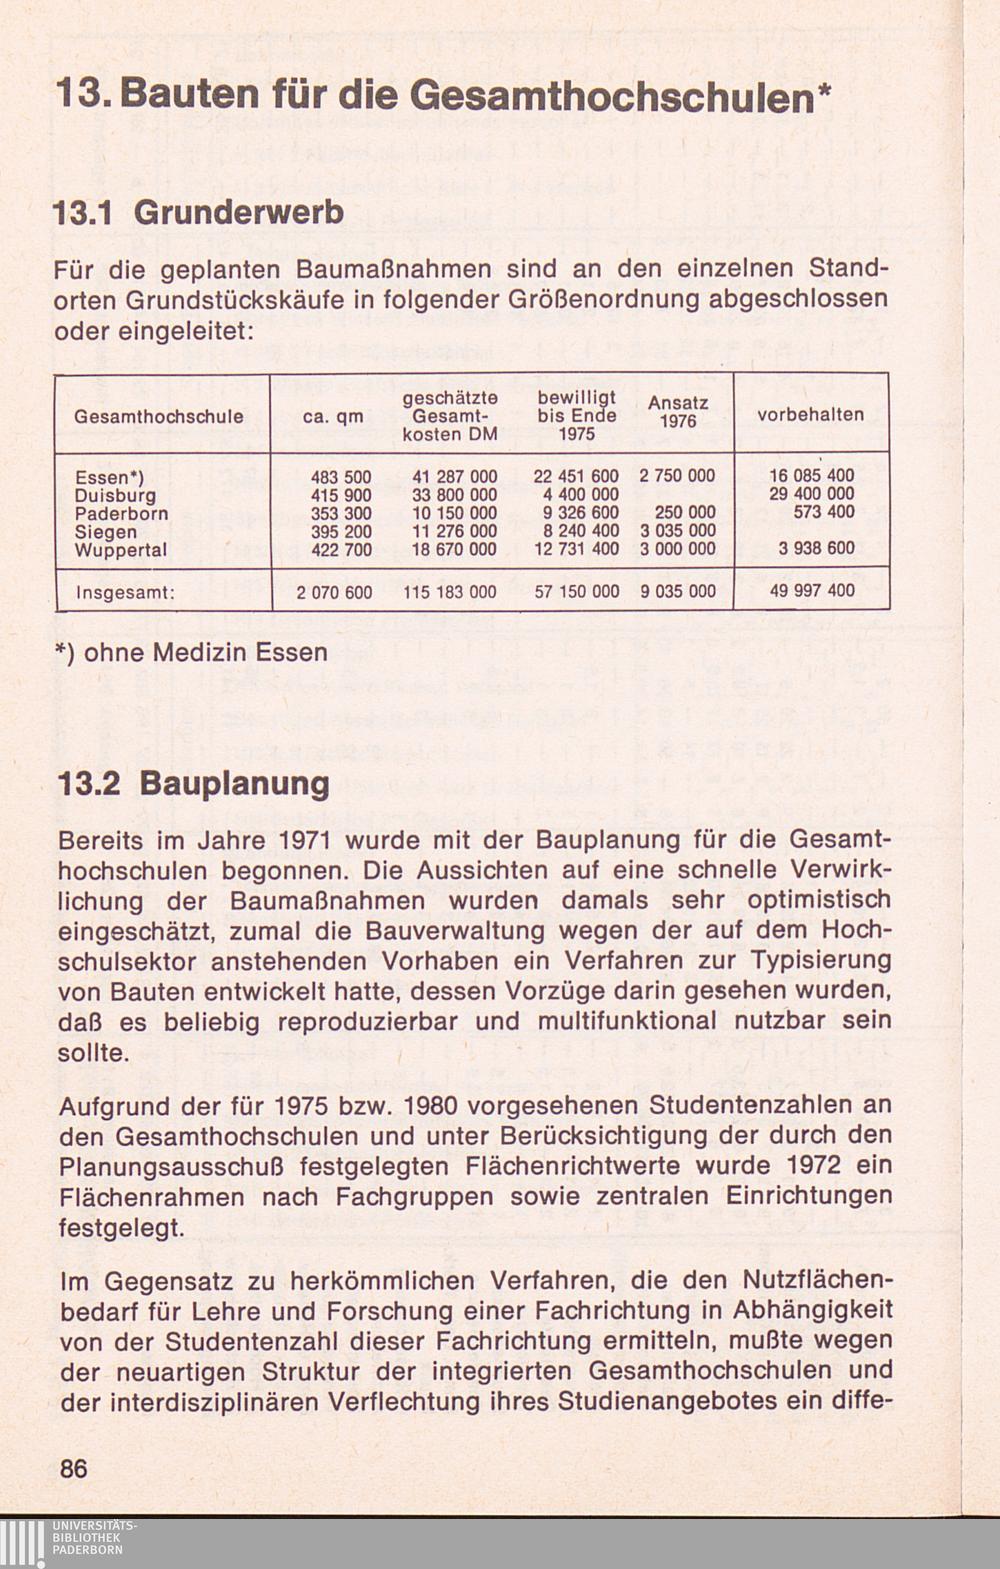 13. Bauten für die Gesamthochschulen*
13.1 Grunderwerb
Für die geplanten Baumaßnahmen sind an den einzelnen Stand-
orten Grundstückskäufe in folgender Größenordnung abgeschlossen
oder eingeleitet:
Gesamthochschule ca. qm geschätzte Gesamt- kosten DM bewilligt bis Ende 1975 Ansatz 1976 vorbehalten
Essen*) 483 500 41 287 000 22 451 600 2 750 000 16 085 400
Duisburg 415 900 33 800 000 4 400 000 29 400 000
Paderborn 353 300 10 150 000 9 326 600 250 000 573 400
Siegen 395 200 11 276 000 8 240 400 3 035 000
Wuppertal 422 700 18 670 000 12 731 400 3 000 000 3 938 600
Insgesamt: 2 070 600 115 183 000 57 150 000 9 035 000 49 997 400
*) ohne Medizin Essen
13.2 Bauplanung
Bereits im Jahre 1971 wurde mit der Bauplanung für die Gesamt-
hochschulen begonnen. Die Aussichten auf eine schnelle Verwirk-
lichung der Baumaßnahmen wurden damals sehr optimistisch
eingeschätzt, zumal die Bauverwaltung wegen der auf dem Hoch-
schulsektor anstehenden Vorhaben ein Verfahren zur Typisierung
von Bauten entwickelt hatte, dessen Vorzüge darin gesehen wurden,
daß es beliebig reproduzierbar und multifunktional nutzbar sein
sollte.
Aufgrund der für 1975 bzw. 1980 vorgesehenen Studentenzahlen an
den Gesamthochschulen und unter Berücksichtigung der durch den
Planungsausschuß festgelegten Flächenrichtwerte wurde 1972 ein
Flächenrahmen nach Fachgruppen sowie zentralen Einrichtungen
festgelegt.
Im Gegensatz zu herkömmlichen Verfahren, die den Nutzflächen-
bedarf für Lehre und Forschung einer Fachrichtung in Abhängigkeit
von der Studentenzahl dieser Fachrichtung ermitteln, mußte wegen
der neuartigen Struktur der integrierten Gesamthochschulen und
der interdisziplinären Verflechtung ihres Studienangebotes ein diffe-
86
UNIVERSITÄTS-
BIBLIOTHEK
PADERBORN